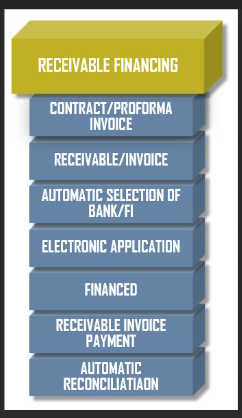 RECEIVABLE FINANCING
CONTRACT/PROFORMA
INVOICE
RECEIVABLE/INVOICE
AUTOMATIC SELECTION OF
BANK/FI
ELECTRONIC APPLICATION
FINANCED
RECEIVABLE INVOICE
PAYMENT
AUTOMATIC
RECONCILIATIAON